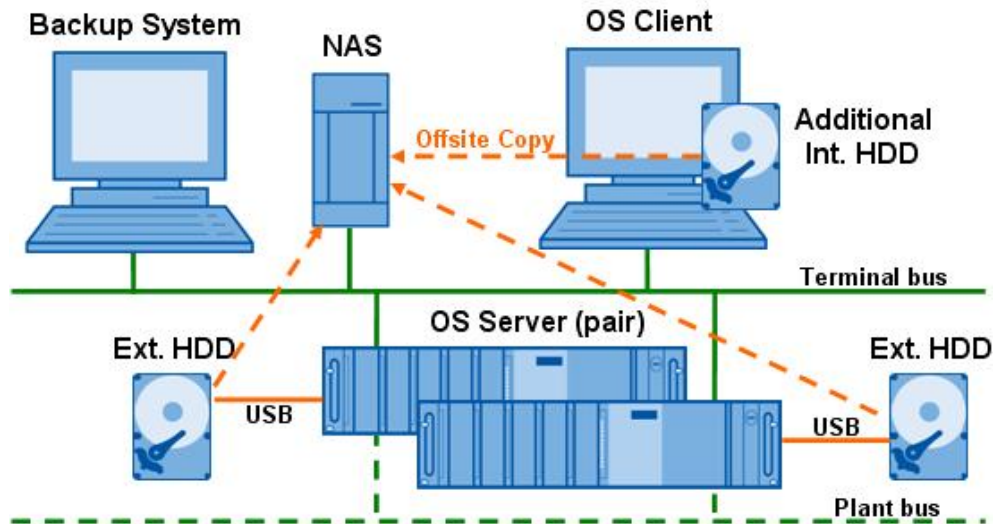 Backup System
NAS
OS Client
Offsite Copy
Additional
Int. HDD
Terminal bus
OS Server (pair)
Ext. HDD
Ext. HDD
USB
USB
Plant bus